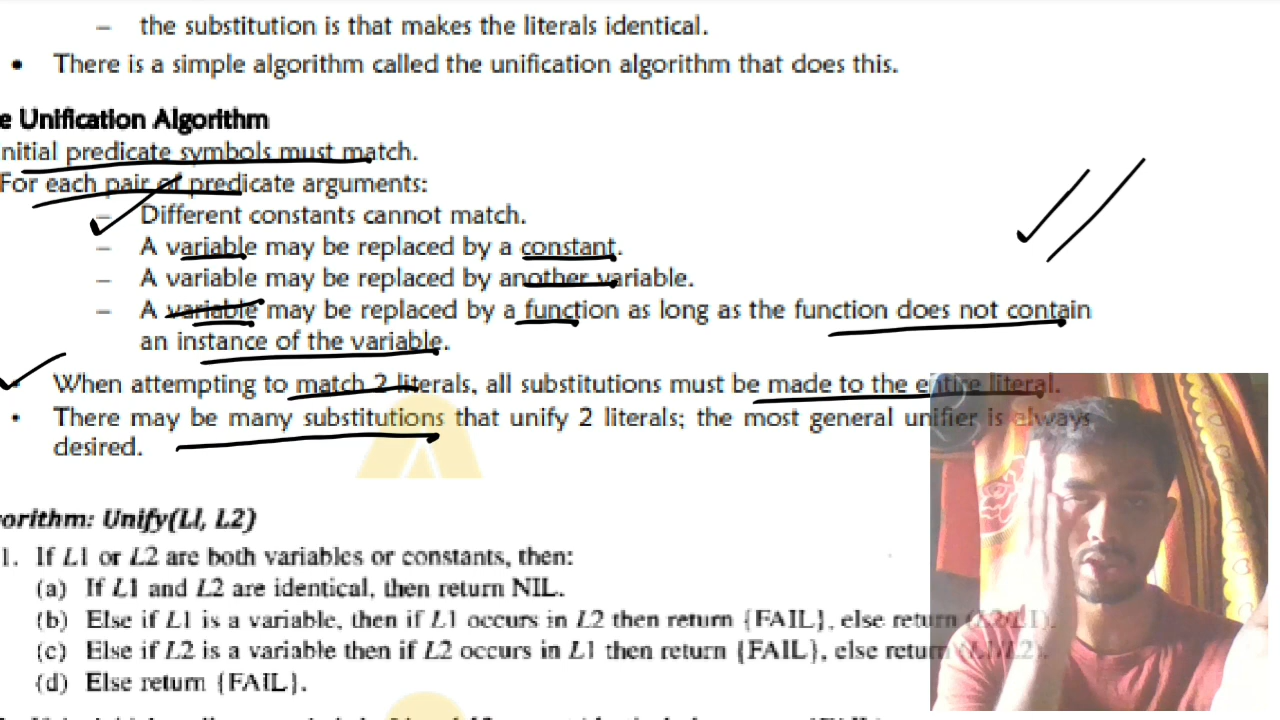 – the substitution is that makes the literals identical.
• There is a simple algorithm called the unification algorithm that does this.
e Unification Algorithm
nitial predicate symbols must match.
For each pair of predicate arguments:
– Different constants cannot match.
– A variable may be replaced by a constant.
– A variable may be replaced by another variable.
– A variable may be replaced by a function as long as the function does not contain
an instance of the variable.
When attempting to match 2 literals, all substitutions must be made to the entire literal.
• There may be many substitutions that unify 2 literals; the most general unifier is always
desired.
orithm: Unify(L1, L2)
1. If L1 or L2 are both variables or constants, then:
(a) If L1 and L2 are identical, then return NIL.
(b) Else if L1 is a variable, then if L1 occurs in L2 then return {FAIL}, else return (L2/L1).
(c) Else if L2 is a variable then if L2 occurs in L1 then return {FAIL}, else return (L1/L2).
(d) Else return {FAIL}.